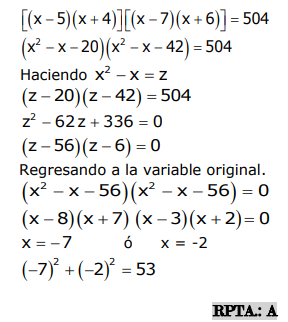 [(x-5)(x+4)][(x-7)(x+6)]=504
(x²-x-20)(x²-x-42)=504
Haciendo x²-x=z
(z-20)(z-42)=504
z²-62z+336=0
(z-56)(z-6)=0
Regresando a la variable original.
(x²-x-56)(x²-x-56)=0
(x-8)(x+7) (x-3)(x+2)=0
x=-7 ó x = -2
(-7)²+(-2)²=53
RPTA.: A